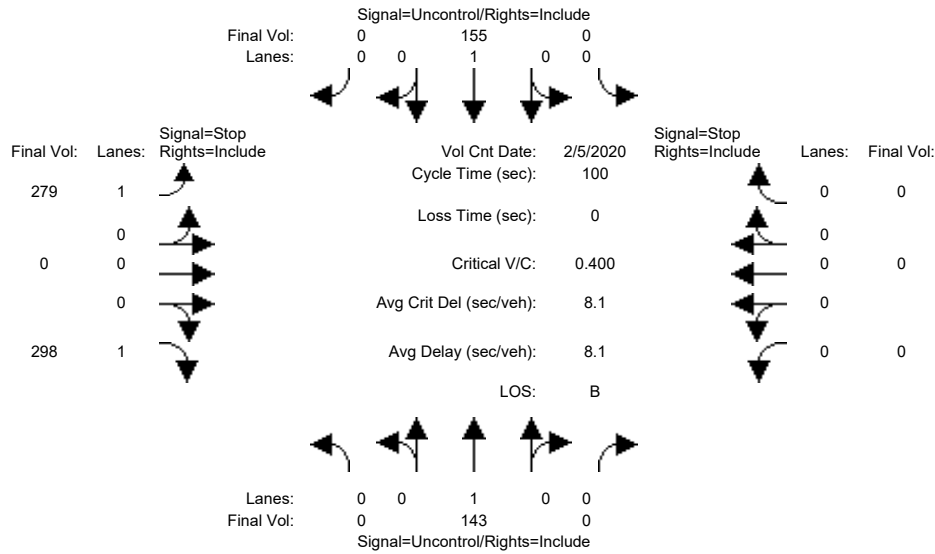 Signal=Uncontrol/Rights=Include
Final Vol: 0 155 0
Lanes: 0 0 1 0 0
Signal=Stop Signal=Stop
Final Vol: Lanes: Rights=Include Vol Cnt Date: 2/5/2020 Rights=Include Lanes: Final Vol:
Cycle Time (sec): 100
279 1 0 0
Loss Time (sec): 0
0 0
0 0 Critical V/C: 0.400 0 0
0 Avg Crit Del (sec/veh): 8.1 0
298 1 Avg Delay (sec/veh): 8.1 0 0
LOS: B
Lanes: 0 0 1 0 0
Final Vol: 0 143 0
Signal=Uncontrol/Rights=Include